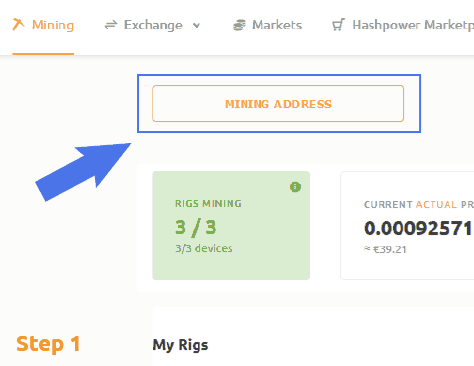 Mining Exchange Markets Hashpower Marketp
MINING ADDRESS
RIGS MINING
3 / 3
3/3 devices
CURRENT ACTUAL PR
0.00092571
≈ €39.21
Step 1
My Rigs